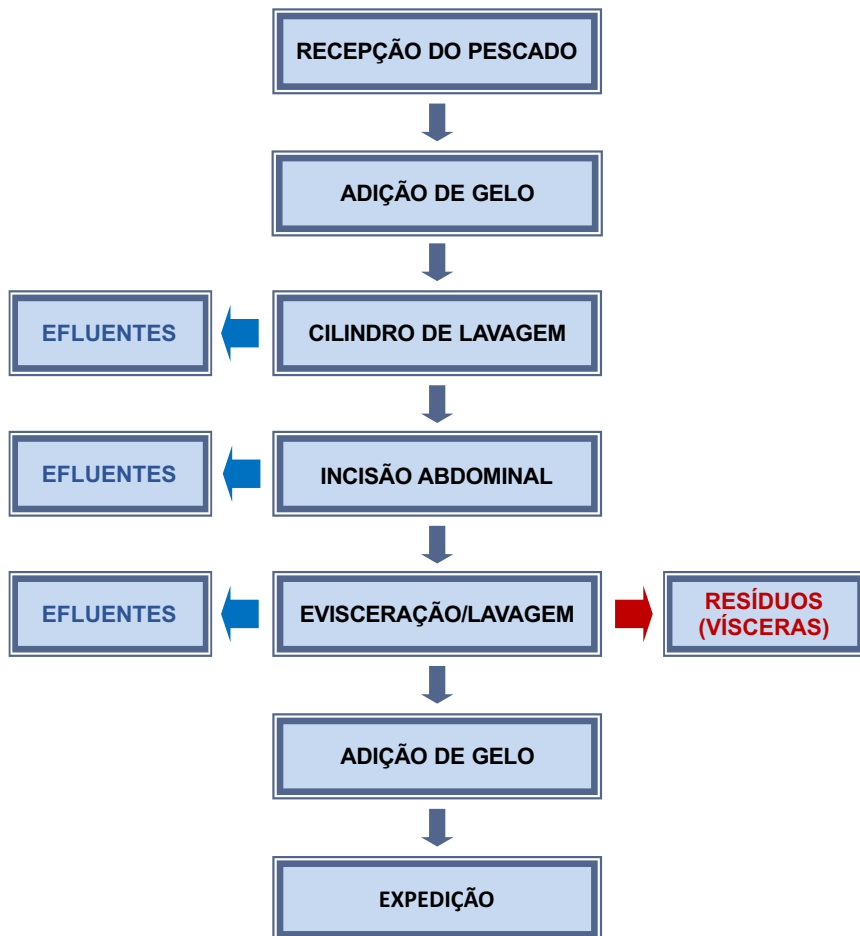 RECEPÇÃO DO PESCADO
ADIÇÃO DE GELO
EFLUENTES
CILINDRO DE LAVAGEM
EFLUENTES
INCISÃO ABDOMINAL
EFLUENTES
EVISCERAÇÃO/LAVAGEM
RESÍDUOS
(VÍSCERAS)
ADIÇÃO DE GELO
EXPEDIÇÃO